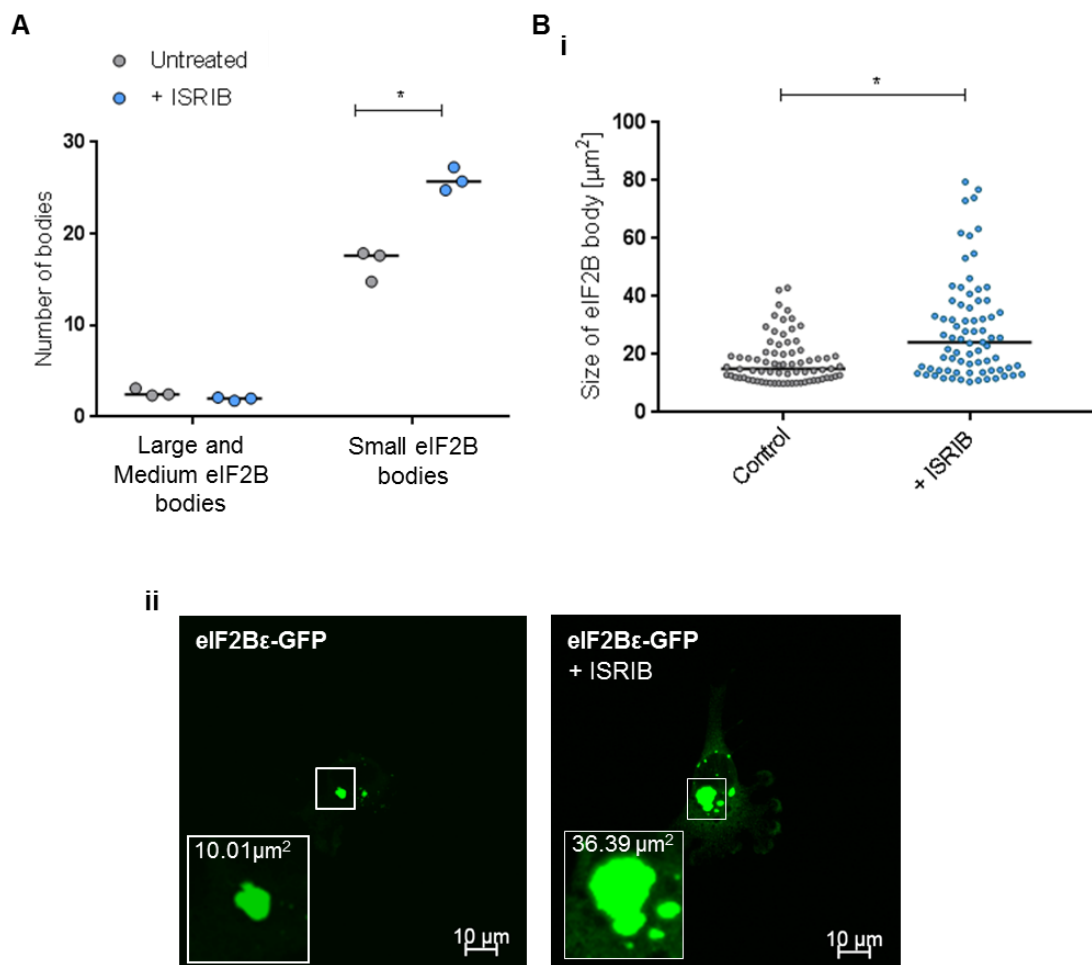 A
Untreated
+ ISRIB
*
30
20
10
0
Number of bodies
Large and
Medium eIF2B
bodies
Small eIF2B
bodies
B
i
*
100
80
60
40
20
0
Size of eIF2B body [µm²]
Control
+ ISRIB
ii
eIF2Bε-GFP
10.01µm²
10 µm
eIF2Bε-GFP
+ ISRIB
36.39 µm²
10 µm